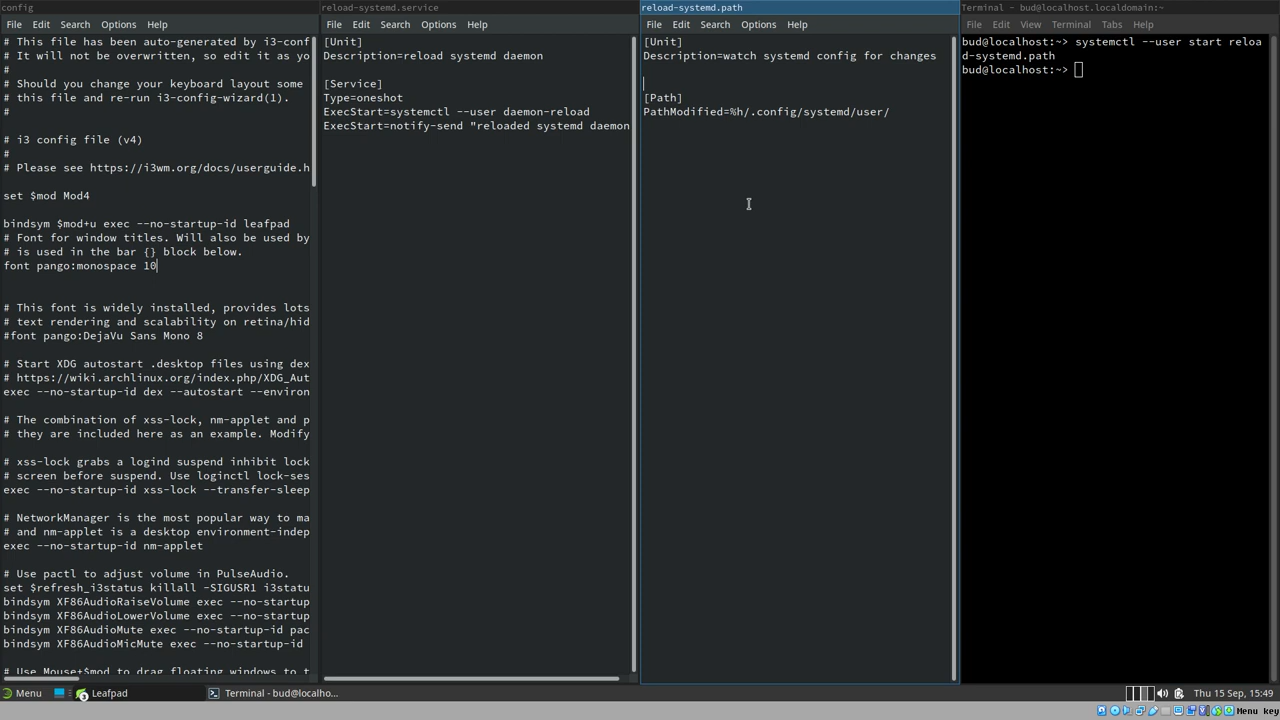 config
File Edit Search Options Help
# This file has been auto-generated by i3-conf
# It will not be overwritten, so edit it as yo
#
# Should you change your keyboard layout some
# this file and re-run i3-config-wizard(1).
#
# i3 config file (v4)
#
# Please see https://i3wm.org/docs/userguide.h
set $mod Mod4
bindsym $mod+u exec --no-startup-id leafpad
# Font for window titles. Will also be used by
# is used in the bar {} block below.
font pango:monospace 10
# This font is widely installed, provides lots
# text rendering and scalability on retina/hid
#font pango:DejaVu Sans Mono 8
# Start XDG autostart .desktop files using dex
# https://wiki.archlinux.org/index.php/XDG_Aut
exec --no-startup-id dex --autostart --environ
# The combination of xss-lock, nm-applet and p
# they are included here as an example. Modify
# xss-lock grabs a logind suspend inhibit lock
# screen before suspend. Use loginctl lock-ses
exec --no-startup-id xss-lock --transfer-sleep
# NetworkManager is the most popular way to ma
# and nm-applet is a desktop environment-indep
exec --no-startup-id nm-applet
# Use pactl to adjust volume in PulseAudio.
set $refresh_i3status killall -SIGUSR1 i3statu
bindsym XF86AudioRaiseVolume exec --no-startup
bindsym XF86AudioLowerVolume exec --no-startup
bindsym XF86AudioMute exec --no-startup-id pac
bindsym XF86AudioMicMute exec --no-startup-id
# Use Mouse+$mod to drag floating windows to t
reload-systemd.service
File Edit Search Options Help
[Unit]
Description=reload systemd daemon
[Service]
Type=oneshot
ExecStart=systemctl --user daemon-reload
ExecStart=notify-send "reloaded systemd daemon
reload-systemd.path
File Edit Search Options Help
[Unit]
Description=watch systemd config for changes
[Path]
PathModified=%h/.config/systemd/user/
Terminal - bud@localhost.localdomain:~
File Edit View Terminal Tabs Help
bud@localhost:~> systemctl --user start reloa
d-systemd.path
bud@localhost:~>
Menu
3 Leafpad
Terminal - bud@localho...
Thu 15 Sep, 15:49
Menu key